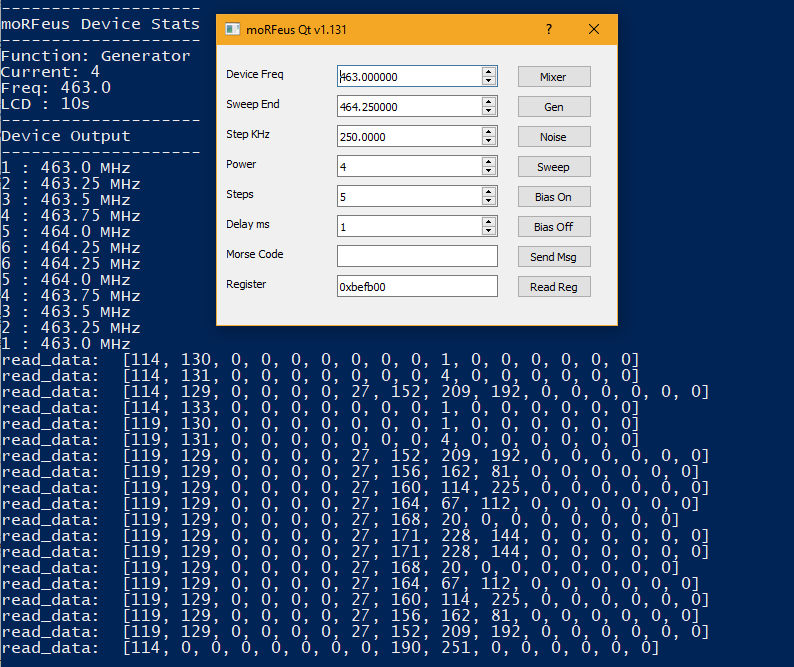 --------------------
moRFeus Device Stats
--------------------
Function: Generator
Current: 4
Freq: 463.0
LCD : 10s
--------------------
Device Output
--------------------
1 : 463.0 MHz
2 : 463.25 MHz
3 : 463.5 MHz
4 : 463.75 MHz
5 : 464.0 MHz
6 : 464.25 MHz
6 : 464.25 MHz
5 : 464.0 MHz
4 : 463.75 MHz
3 : 463.5 MHz
2 : 463.25 MHz
1 : 463.0 MHz
moRFeus Qt v1.131 ?
Device Freq 463.000000 Mixer
Sweep End 464.250000 Gen
Step KHz 250.0000 Noise
Power 4 Sweep
Steps 5 Bias On
Delay ms 1 Bias Off
Morse Code Send Msg
Register 0xbefb00 Read Reg
read_data: [114, 130, 0, 0, 0, 0, 0, 0, 0, 1, 0, 0, 0, 0, 0, 0]
read_data: [114, 131, 0, 0, 0, 0, 0, 0, 0, 4, 0, 0, 0, 0, 0, 0]
read_data: [114, 129, 0, 0, 0, 0, 27, 152, 209, 192, 0, 0, 0, 0, 0, 0]
read_data: [114, 133, 0, 0, 0, 0, 0, 0, 0, 1, 0, 0, 0, 0, 0, 0]
read_data: [119, 130, 0, 0, 0, 0, 0, 0, 0, 1, 0, 0, 0, 0, 0, 0]
read_data: [119, 131, 0, 0, 0, 0, 0, 0, 0, 4, 0, 0, 0, 0, 0, 0]
read_data: [119, 129, 0, 0, 0, 0, 27, 152, 209, 192, 0, 0, 0, 0, 0, 0]
read_data: [119, 129, 0, 0, 0, 0, 27, 156, 162, 81, 0, 0, 0, 0, 0, 0]
read_data: [119, 129, 0, 0, 0, 0, 27, 160, 114, 225, 0, 0, 0, 0, 0, 0]
read_data: [119, 129, 0, 0, 0, 0, 27, 164, 67, 112, 0, 0, 0, 0, 0, 0]
read_data: [119, 129, 0, 0, 0, 0, 27, 168, 20, 0, 0, 0, 0, 0, 0, 0]
read_data: [119, 129, 0, 0, 0, 0, 27, 171, 228, 144, 0, 0, 0, 0, 0, 0]
read_data: [119, 129, 0, 0, 0, 0, 27, 171, 228, 144, 0, 0, 0, 0, 0, 0]
read_data: [119, 129, 0, 0, 0, 0, 27, 168, 20, 0, 0, 0, 0, 0, 0, 0]
read_data: [119, 129, 0, 0, 0, 0, 27, 164, 67, 112, 0, 0, 0, 0, 0, 0]
read_data: [119, 129, 0, 0, 0, 0, 27, 160, 114, 225, 0, 0, 0, 0, 0, 0]
read_data: [119, 129, 0, 0, 0, 0, 27, 156, 162, 81, 0, 0, 0, 0, 0, 0]
read_data: [119, 129, 0, 0, 0, 0, 27, 152, 209, 192, 0, 0, 0, 0, 0, 0]
read_data: [114, 0, 0, 0, 0, 0, 0, 0, 190, 251, 0, 0, 0, 0, 0, 0]